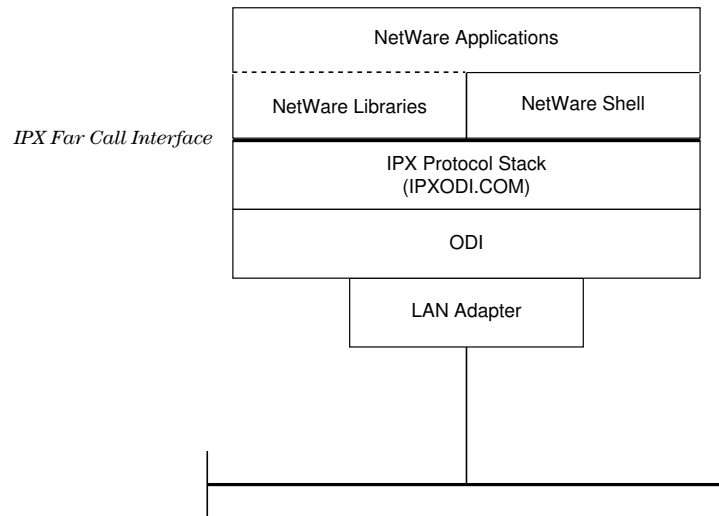 NetWare Applications
NetWare Libraries
NetWare Shell
IPX Far Call Interface
IPX Protocol Stack
(IPXODI.COM)
ODI
LAN Adapter